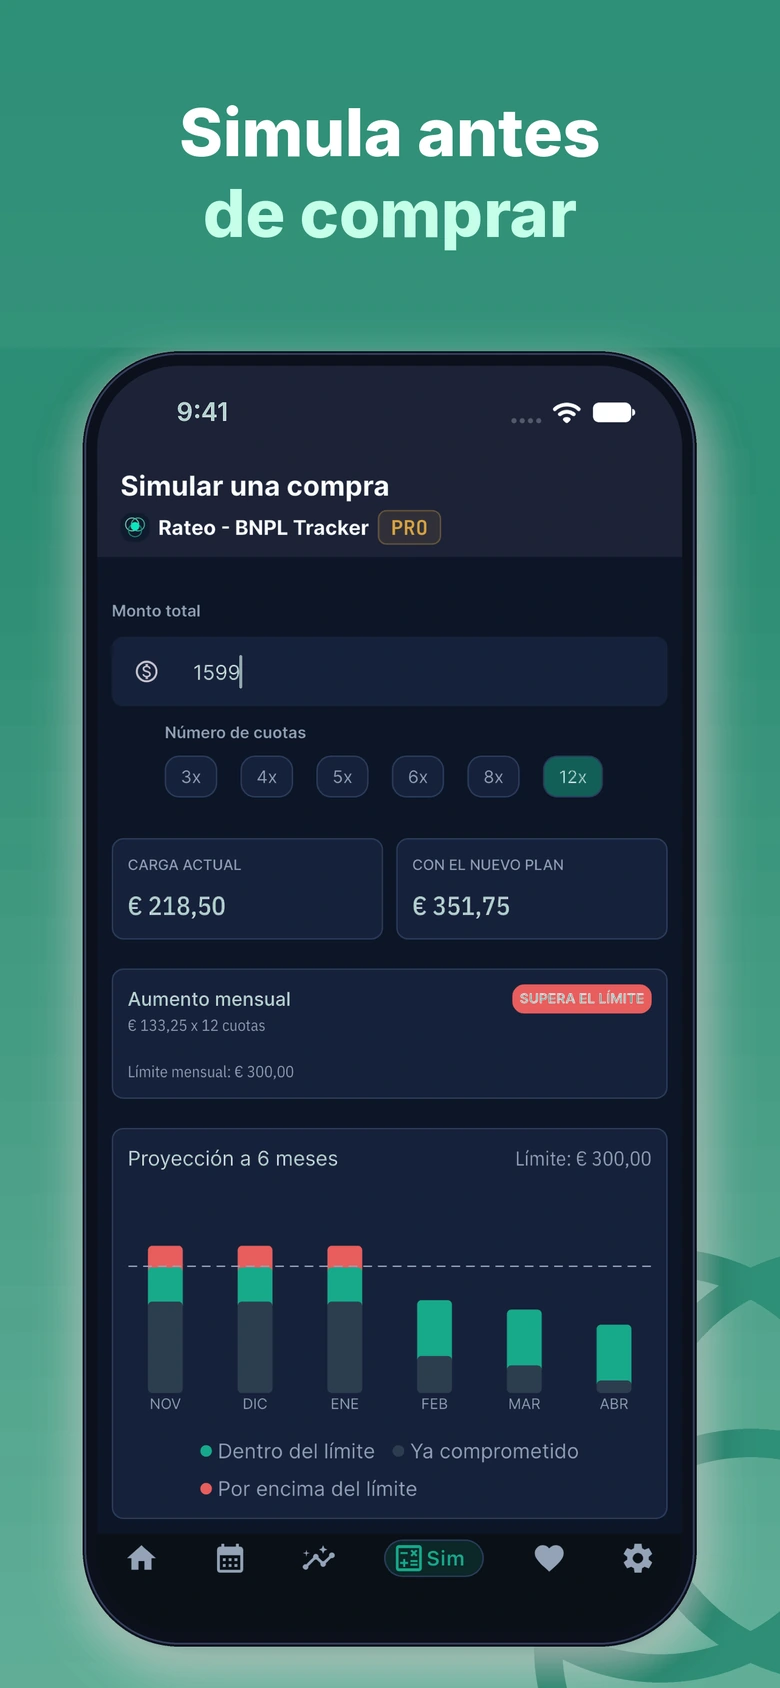 Simula antes
de comprar
9:41
Simular una compra
Rateo - BNPL Tracker PRO
Monto total
1599
Número de cuotas
3x 4x 5x 6x 8x 12x
CARGA ACTUAL
€ 218,50
CON EL NUEVO PLAN
€ 351,75
Aumento mensual
SUPERA EL LÍMITE
€ 133,25 x 12 cuotas
Límite mensual: € 300,00
Proyección a 6 meses
Límite: € 300,00
NOV DIC ENE FEB MAR ABR
Dentro del límite Ya comprometido
Por encima del límite
Sim